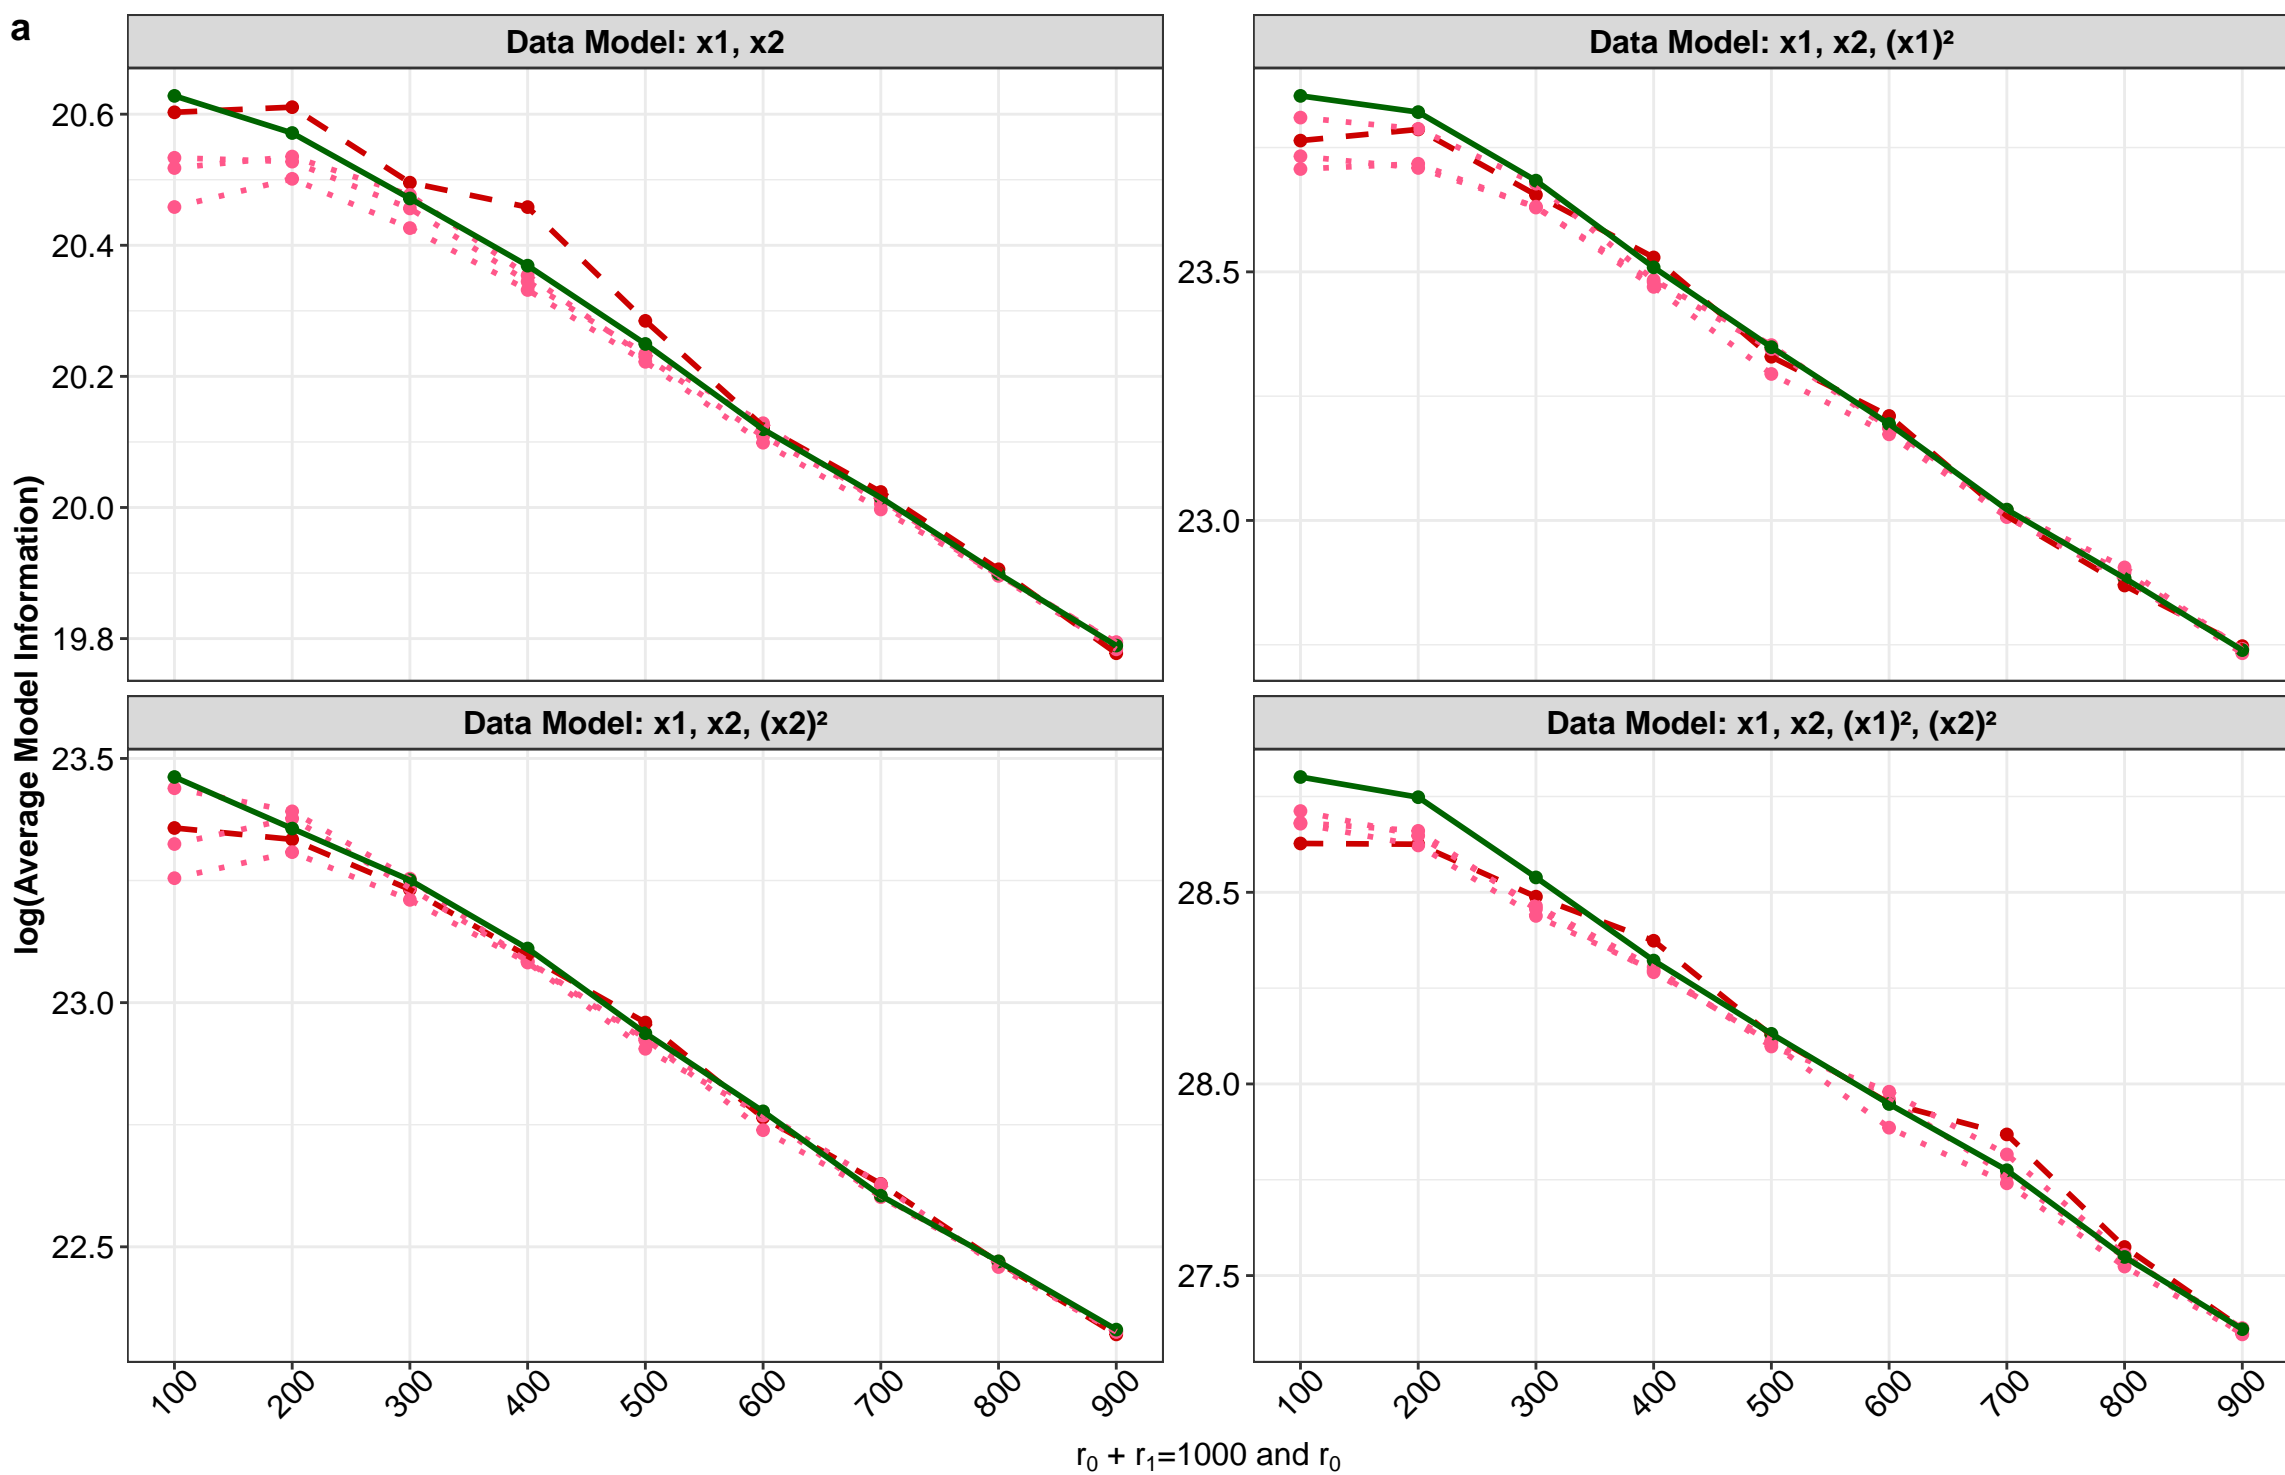 a
Data Model: x1, x2
Data Model: x1, x2, (x1)²
20.6
20.4
20.2
20.0
19.8
23.5
23.0
log(Average Model Information)
Data Model: x1, x2, (x2)²
Data Model: x1, x2, (x1)², (x2)²
23.5
23.0
22.5
28.5
28.0
27.5
100 200 300 400 500 600 700 800 900
100 200 300 400 500 600 700 800 900
r₀ + r₁=1000 and r₀